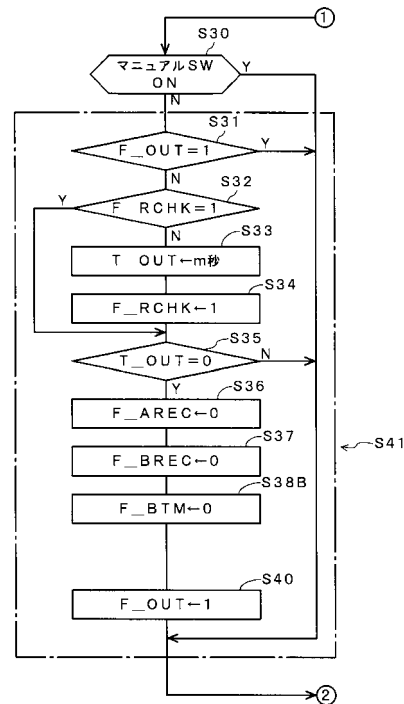 ①
S30
マニュアルSW
ON
Y
N
S31
F_OUT=1
Y
N
S32
F_RCHK=1
Y
N
S33
T_OUT←m秒
S34
F_RCHK←1
S35
T_OUT=0
N
Y
S36
F_AREC←0
S37
F_BREC←0
S41
S38B
F_BTM←0
S40
F_OUT←1
②